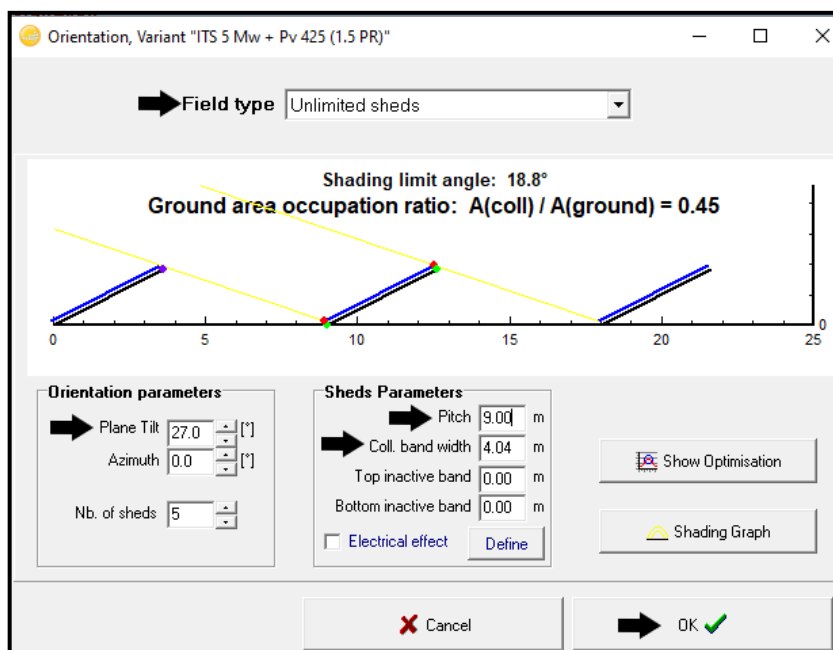 Orientation, Variant "ITS 5 Mw + Pv 425 (1.5 PR)"
Field type Unlimited sheds
Shading limit angle: 18.8°
Ground area occupation ratio: A(coll) / A(ground) = 0.45
0
0 5 10 15 20 25
Orientation parameters
Plane Tilt 27.0 [°]
Azimuth 0.0 [°]
Nb. of sheds 5
Sheds Parameters
Pitch 9.00 m
Coll. band width 4.04 m
Top inactive band 0.00 m
Bottom inactive band 0.00 m
Electrical effect Define
Show Optimisation
Shading Graph
Cancel OK